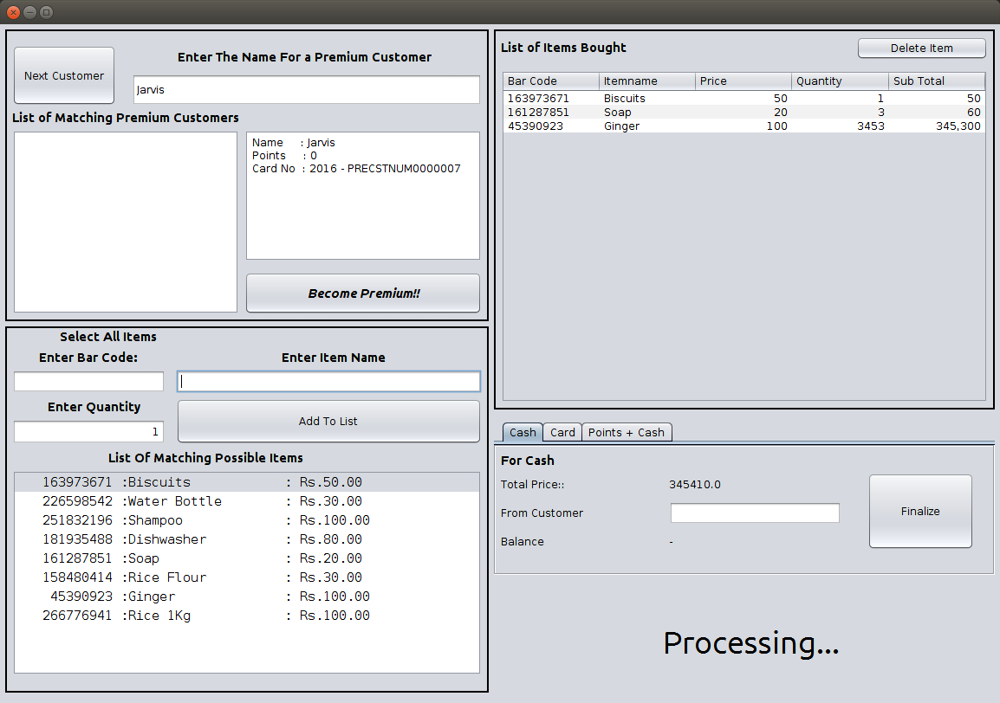 Next Customer
Enter The Name For a Premium Customer
Jarvis
List of Matching Premium Customers
Name : Jarvis
Points : 0
Card No : 2016 - PRECSTNUM0000007
Become Premium!!
Select All Items
Enter Bar Code:
Enter Item Name
Enter Quantity
1
Add To List
List Of Matching Possible Items
163973671 :Biscuits : Rs.50.00
226598542 :Water Bottle : Rs.30.00
251832196 :Shampoo : Rs.100.00
181935488 :Dishwasher : Rs.80.00
161287851 :Soap : Rs.20.00
158480414 :Rice Flour : Rs.30.00
45390923 :Ginger : Rs.100.00
266776941 :Rice 1Kg : Rs.100.00
List of Items Bought
Delete Item
Bar Code Itemname Price Quantity Sub Total
163973671 Biscuits 50 1 50
161287851 Soap 20 3 60
45390923 Ginger 100 3453 345,300
Cash Card Points + Cash
For Cash
Total Price:: 345410.0
From Customer
Balance -
Finalize
Processing...